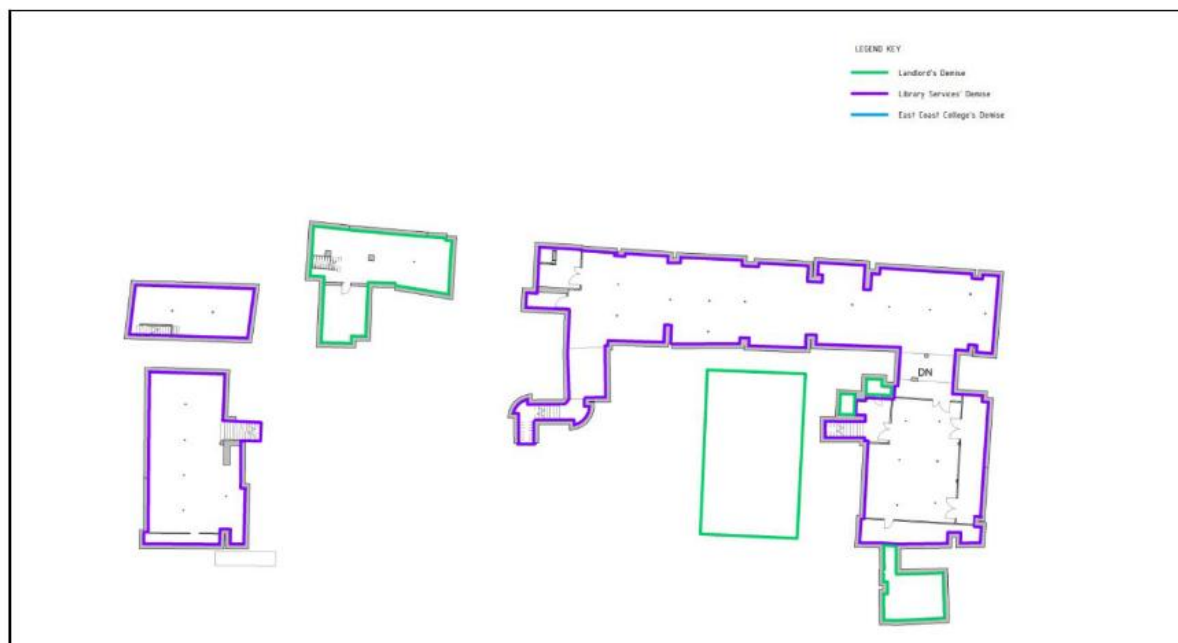 LEGEND KEY
Landlord's Demise
Library Services' Demise
East Coast College's Demise
DN